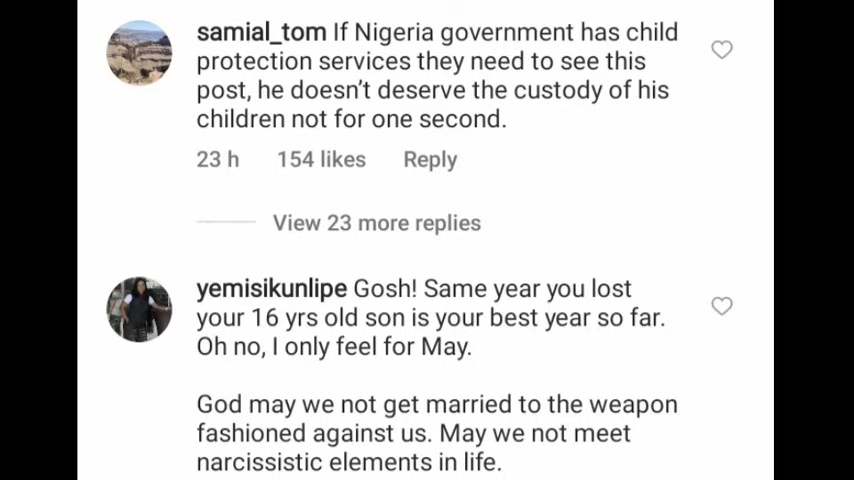 samial_tom If Nigeria government has child
protection services they need to see this
post, he doesn't deserve the custody of his
children not for one second.
23 h 154 likes Reply
View 23 more replies
yemisikunlipe Gosh! Same year you lost
your 16 yrs old son is your best year so far.
Oh no, I only feel for May.
God may we not get married to the weapon
fashioned against us. May we not meet
narcissistic elements in life.